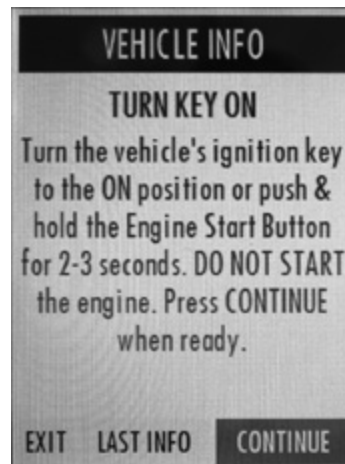 VEHICLE INFO
TURN KEY ON
Turn the vehicle's ignition key
to the ON position or push &
hold the Engine Start Button
for 2-3 seconds. DO NOT START
the engine. Press CONTINUE
when ready.
EXIT LAST INFO CONTINUE